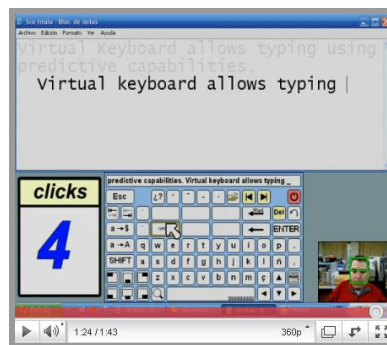 Sin título - Bloc de notas
Archivo Edición Formato Ver Ayuda
Virtual Keyboard allows typing using
predictive capabilities.
Virtual keyboard allows typing
predictive capabilities. Virtual keyboard allows typing _
clicks
4
Esc ¿?
Del
a→$ ENTER
a→A q w e r t y u i o p
SHIFT a s d f g h j k l ñ
z x c v b n m ç
1:24 / 1:43 360p